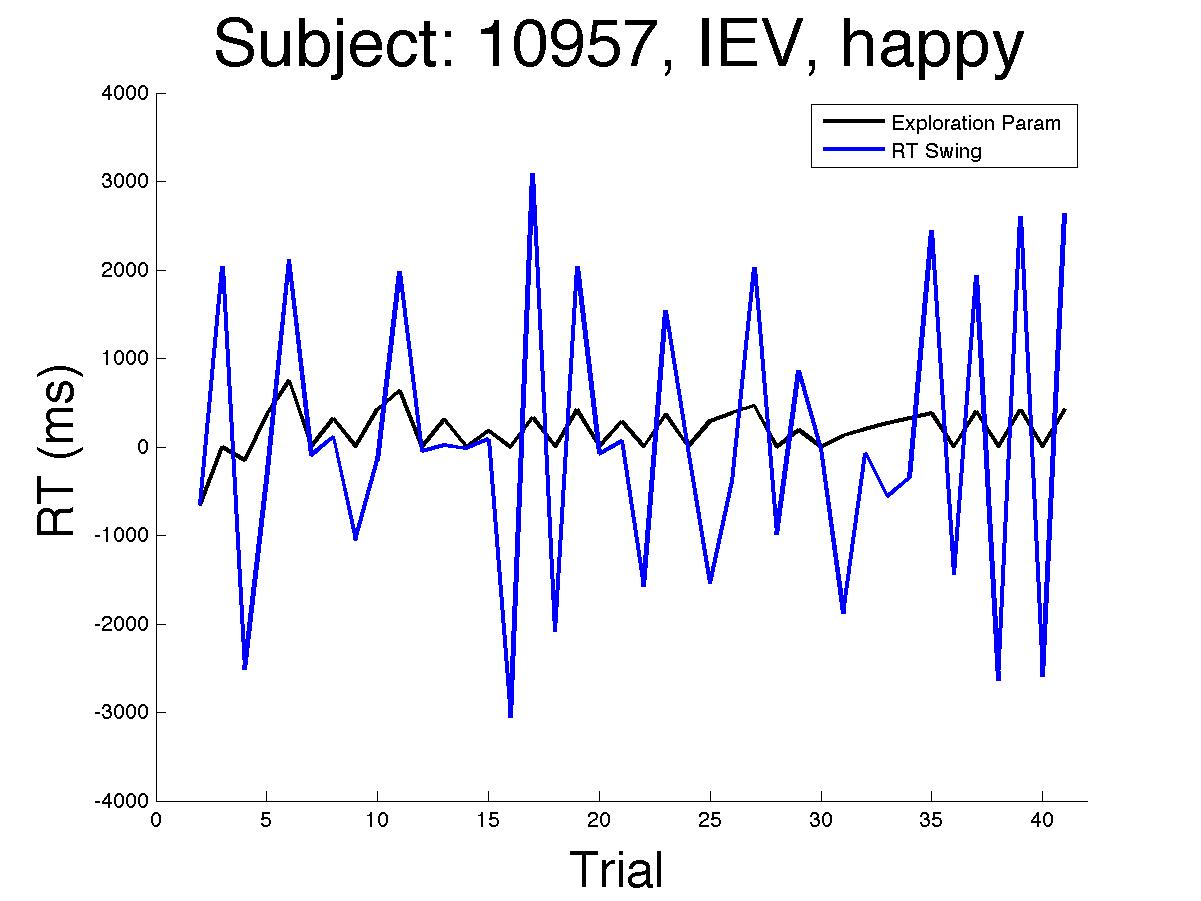 Subject: 10957, IEV, happy
Exploration Param
RT Swing
4000
3000
2000
1000
0
-1000
-2000
-3000
-4000
RT (ms)
0 5 10 15 20 25 30 35 40
Trial